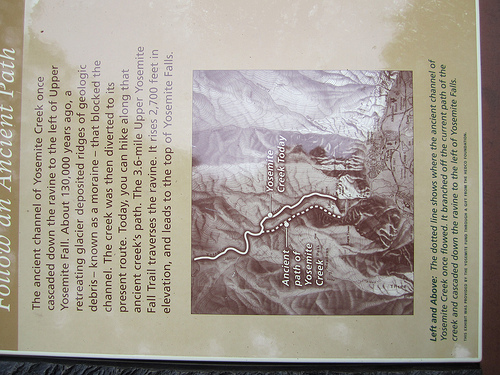 Follow an Ancient Path
The ancient channel of Yosemite Creek once
cascaded down the ravine to the left of Upper
Yosemite Fall. About 130,000 years ago, a
retreating glacier deposited ridges of geologic
debris – known as a moraine – that blocked the
channel. The creek was then diverted to its
present route. Today, you can hike along that
ancient creek's path. The 3.6-mile Upper Yosemite
Fall Trail traverses the ravine. It rises 2,700 feet in
elevation, and leads to the top of Yosemite Falls.
Yosemite
Creek Today
Ancient
path of
Yosemite
Creek
Left and Above: The dotted line shows where the ancient channel of
Yosemite Creek once flowed. It branched off the current path of the
creek and cascaded down the ravine to the left of Yosemite Falls.
THIS EXHIBIT WAS PROVIDED BY THE YOSEMITE FUND THROUGH A GIFT FROM THE FOUNDATION.